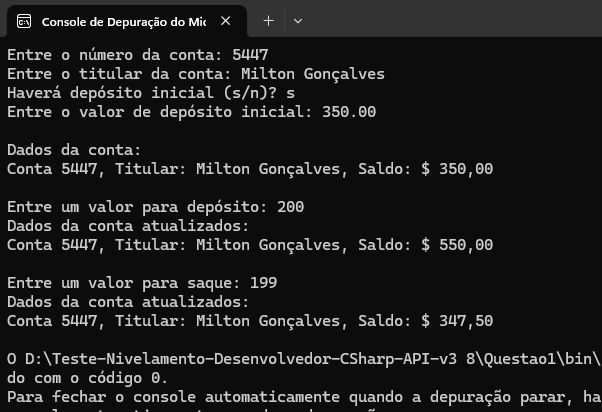 Console de Depuração do Mic
Entre o número da conta: 5447
Entre o titular da conta: Milton Gonçalves
Haverá depósito inicial (s/n)? s
Entre o valor de depósito inicial: 350.00
Dados da conta:
Conta 5447, Titular: Milton Gonçalves, Saldo: $ 350,00
Entre um valor para depósito: 200
Dados da conta atualizados:
Conta 5447, Titular: Milton Gonçalves, Saldo: $ 550,00
Entre um valor para saque: 199
Dados da conta atualizados:
Conta 5447, Titular: Milton Gonçalves, Saldo: $ 347,50
O D:\Teste-Nivelamento-Desenvolvedor-CSharp-API-v3 8\Questao1\bin\
do com o código 0.
Para fechar o console automaticamente quando a depuração parar, ha